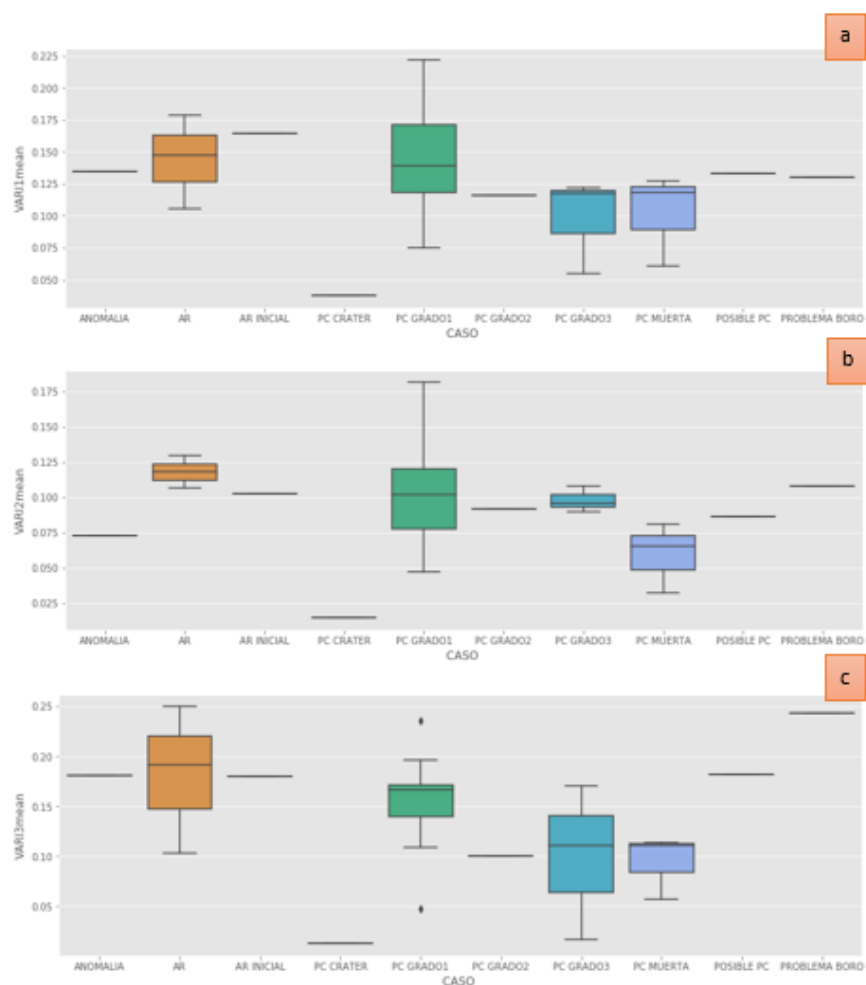 a
0.225
0.200
0.175
0.150
0.125
0.100
0.075
0.050
VARI1mean
ANOMALIA AR AR INICIAL PC CRATER PC GRADO1 PC GRADO2 PC GRADO3 PC MUERTA POSIBLE PC PROBLEMA BORO
CASO
b
0.175
0.150
0.125
0.100
0.075
0.050
0.025
VARI2mean
ANOMALIA AR AR INICIAL PC CRATER PC GRADO1 PC GRADO2 PC GRADO3 PC MUERTA POSIBLE PC PROBLEMA BORO
CASO
c
0.25
0.20
0.15
0.10
0.05
VARI3mean
ANOMALIA AR AR INICIAL PC CRATER PC GRADO1 PC GRADO2 PC GRADO3 PC MUERTA POSIBLE PC PROBLEMA BORO
CASO